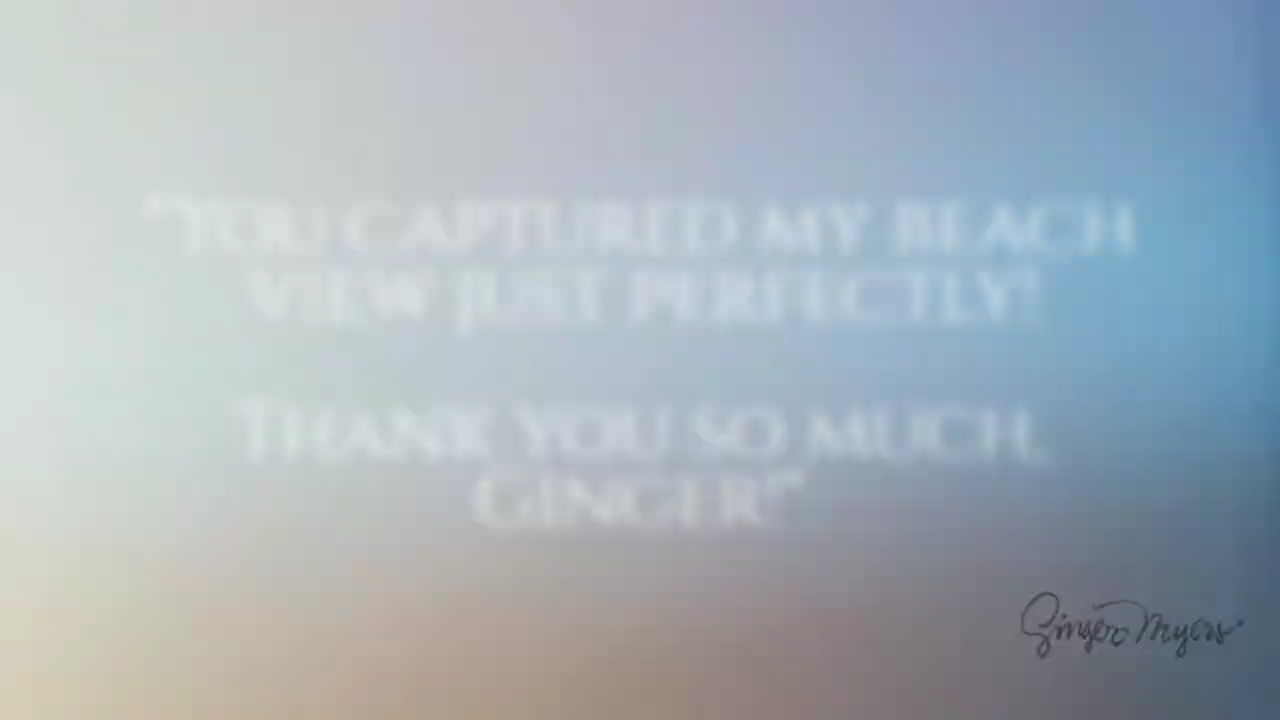 "YOU CAPTURED MY BEACH
VIEW JUST PERFECTLY!
THANK YOU SO MUCH,
GINGER"
Ginger Myers